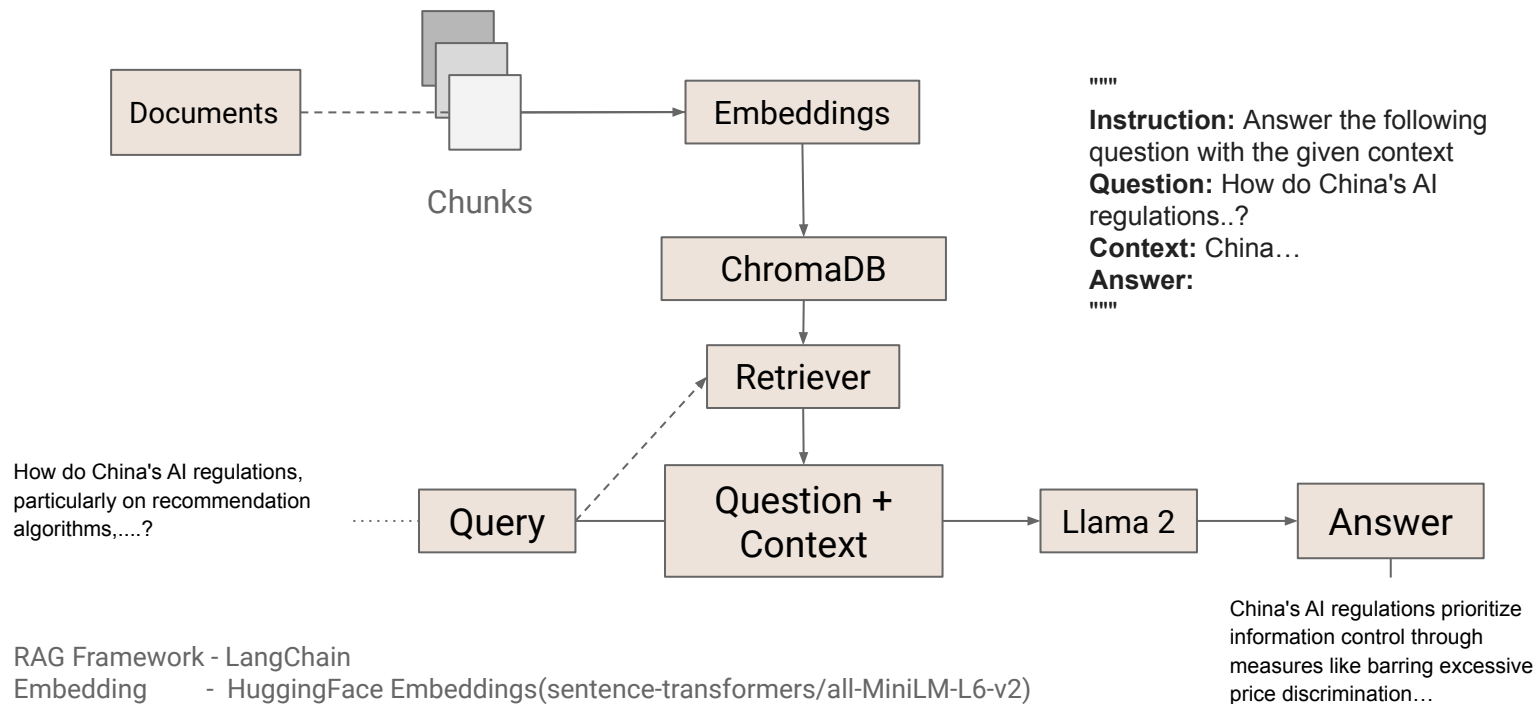 Documents
Chunks
Embeddings
"""
Instruction: Answer the following
question with the given context
Question: How do China's AI
regulations..?
Context: China…
Answer:
"""
ChromaDB
Retriever
How do China's AI regulations,
particularly on recommendation
algorithms,....?
Query
Question +
Context
Llama 2
Answer
China's AI regulations prioritize
information control through
measures like barring excessive
price discrimination…
RAG Framework - LangChain
Embedding - HuggingFace Embeddings(sentence-transformers/all-MiniLM-L6-v2)